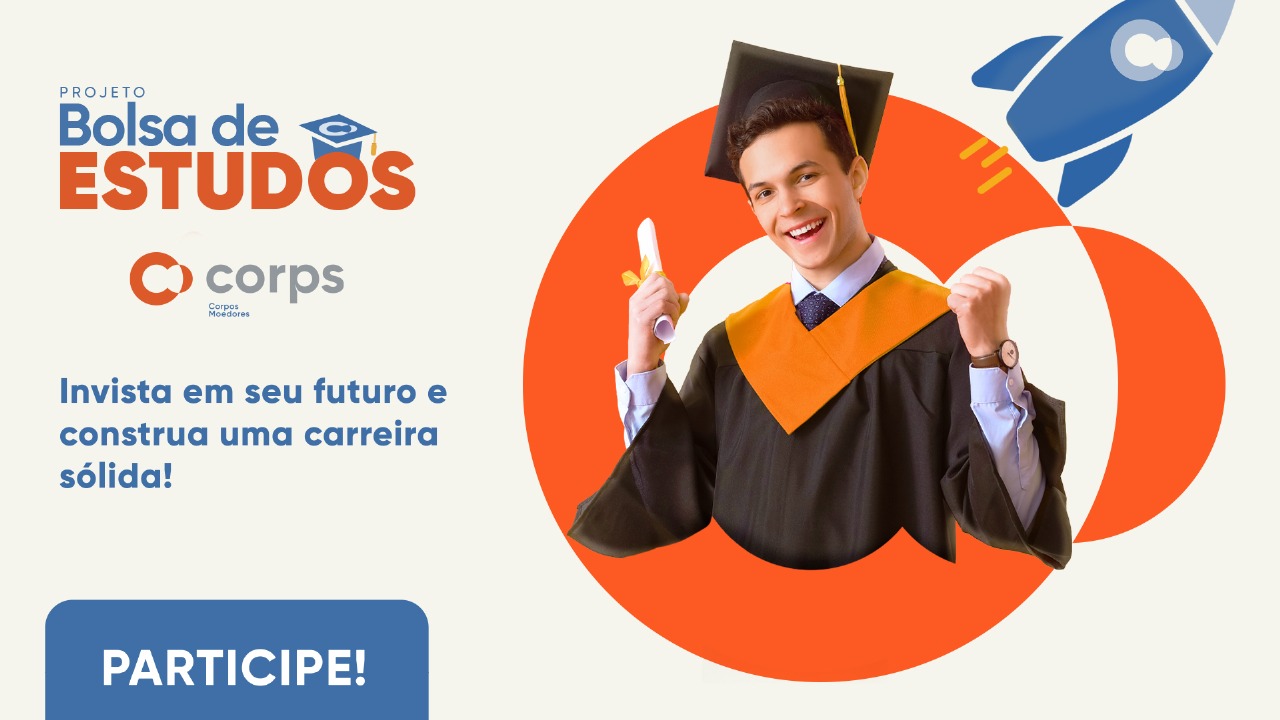 PROJETO
Bolsa de
ESTUDOS
corps
Corpos
Moedores
Invista em seu futuro e
construa uma carreira
sólida!
PARTICIPE!